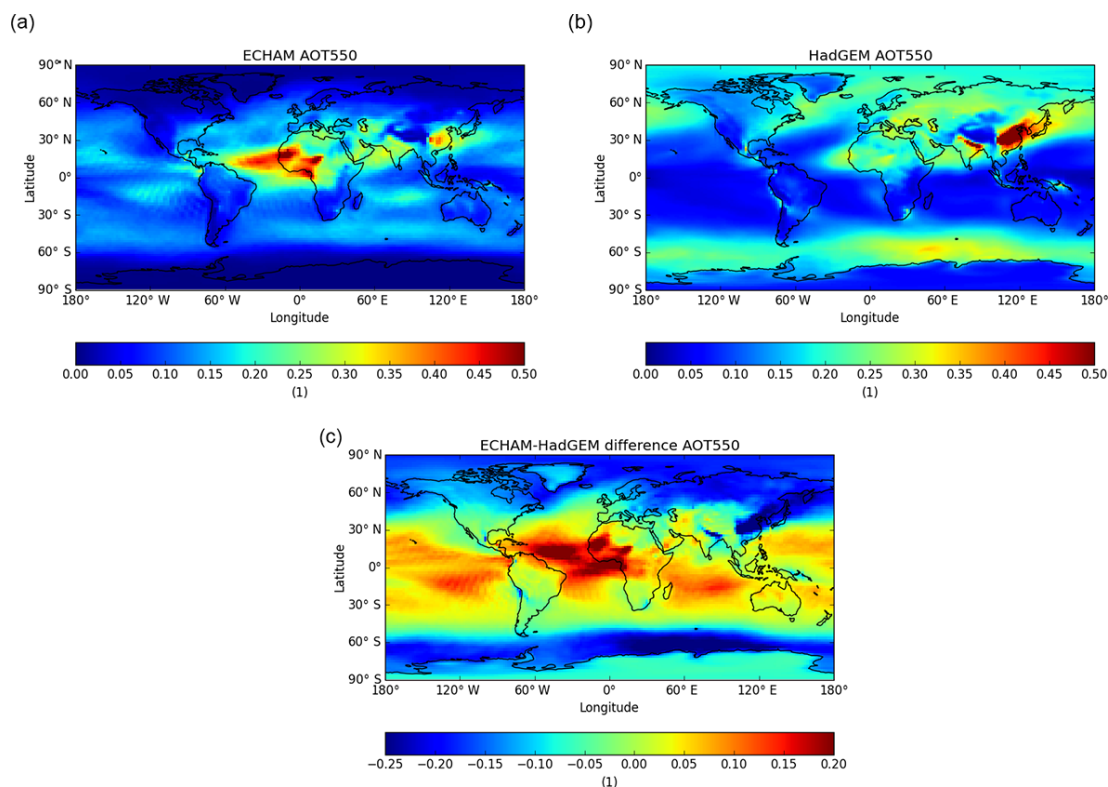 (a)
ECHAM AOT550
90° N
60° N
30° N
0°
30° S
60° S
90° S
Latitude
180°
120° W
60° W
0°
60° E
120° E
180°
Longitude
0.00 0.05 0.10 0.15 0.20 0.25 0.30 0.35 0.40 0.45 0.50
(1)
(b)
HadGEM AOT550
90° N
60° N
30° N
0°
30° S
60° S
90° S
Latitude
180°
120° W
60° W
0°
60° E
120° E
180°
Longitude
0.00 0.05 0.10 0.15 0.20 0.25 0.30 0.35 0.40 0.45 0.50
(1)
(c)
ECHAM-HadGEM difference AOT550
90° N
60° N
30° N
0°
30° S
60° S
90° S
Latitude
180°
120° W
60° W
0°
60° E
120° E
180°
Longitude
−0.25 −0.20 −0.15 −0.10 −0.05 0.00 0.05 0.10 0.15 0.20
(1)